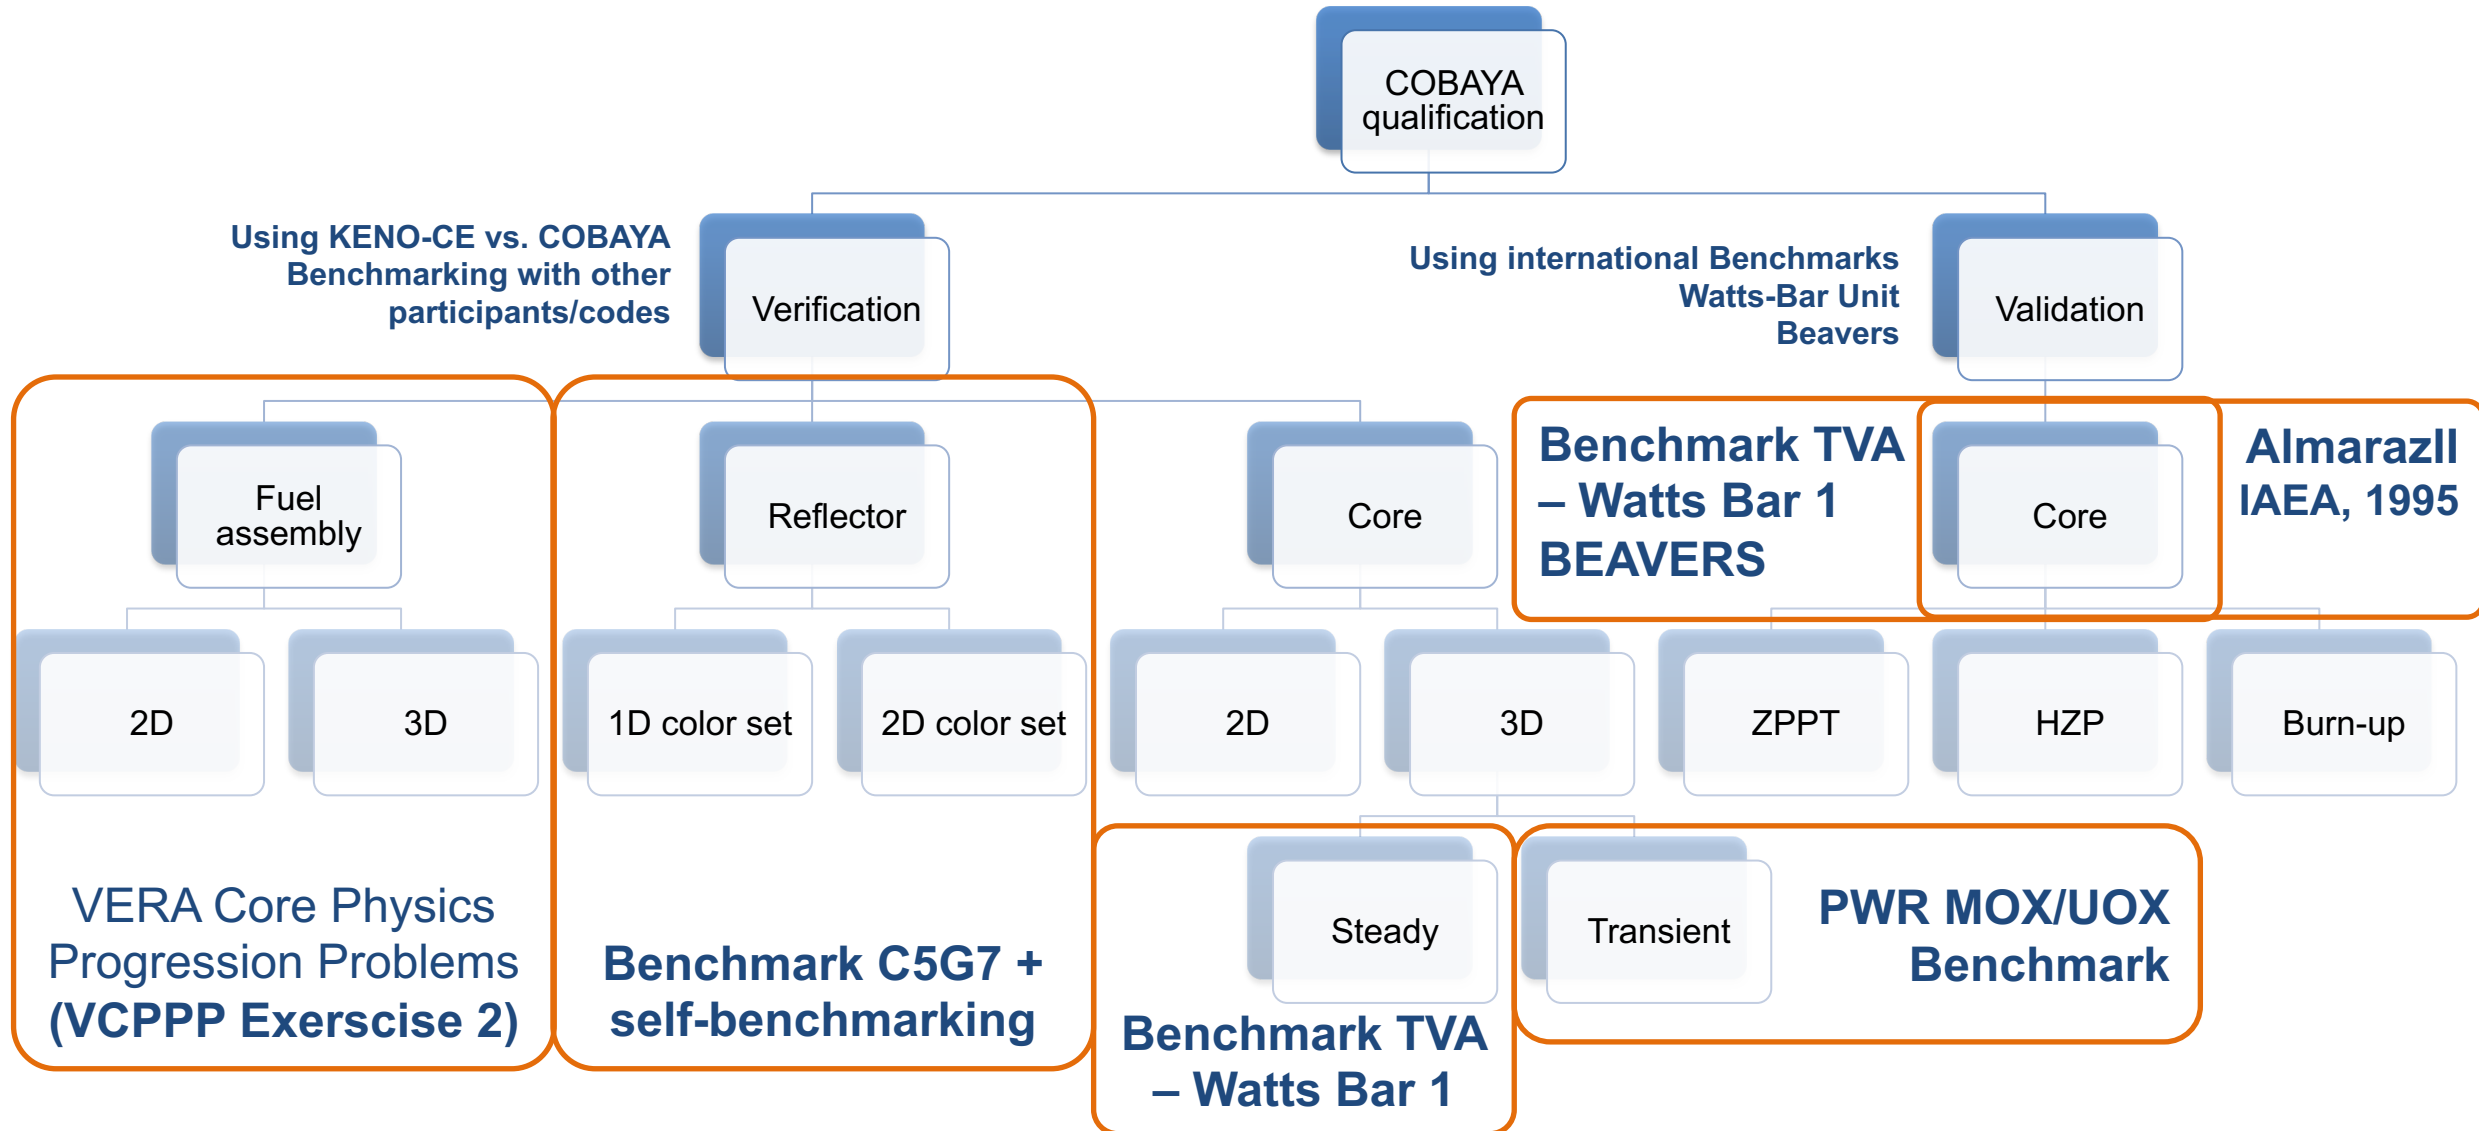 COBAYA
qualification
Using KENO-CE vs. COBAYA
Benchmarking with other
participants/codes
Verification
Using international Benchmarks
Watts-Bar Unit
Beavers
Validation
Fuel
assembly
Reflector
Core
Benchmark TVA
– Watts Bar 1
BEAVERS
Core
AlmarazII
IAEA, 1995
2D
3D
1D color set
2D color set
2D
3D
ZPPT
HZP
Burn-up
VERA Core Physics
Progression Problems
(VCPPP Exerscise 2)
Benchmark C5G7 +
self-benchmarking
Steady
Benchmark TVA
– Watts Bar 1
Transient
PWR MOX/UOX
Benchmark